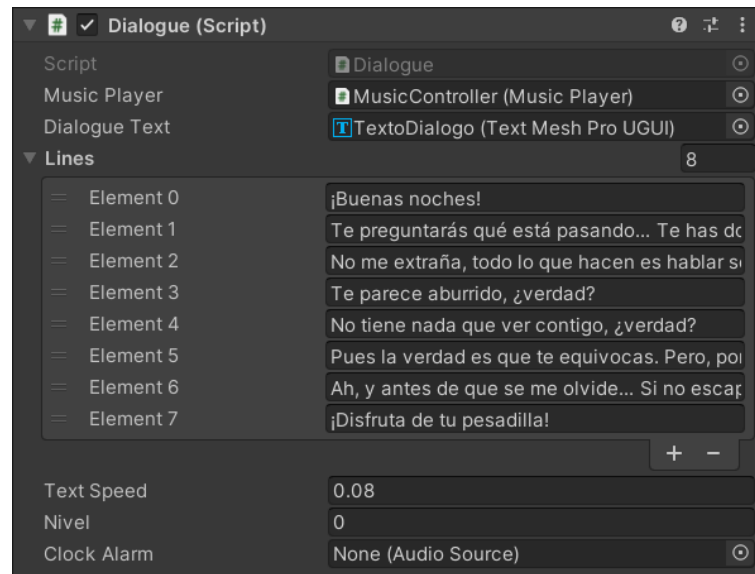 Dialogue (Script)
Script Dialogue
Music Player MusicController (Music Player)
Dialogue Text TextoDialogo (Text Mesh Pro UGUI)
Lines 8
Element 0 ¡Buenas noches!
Element 1 Te preguntarás qué está pasando... Te has
Element 2 No me extraña, todo lo que hacen es hablar
Element 3 Te parece aburrido, ¿verdad?
Element 4 No tiene nada que ver contigo, ¿verdad?
Element 5 Pues la verdad es que te equivocas. Pero,
Element 6 Ah, y antes de que se me olvide... Si no
Element 7 ¡Disfruta de tu pesadilla!
+ −
Text Speed 0.08
Nivel 0
Clock Alarm None (Audio Source)